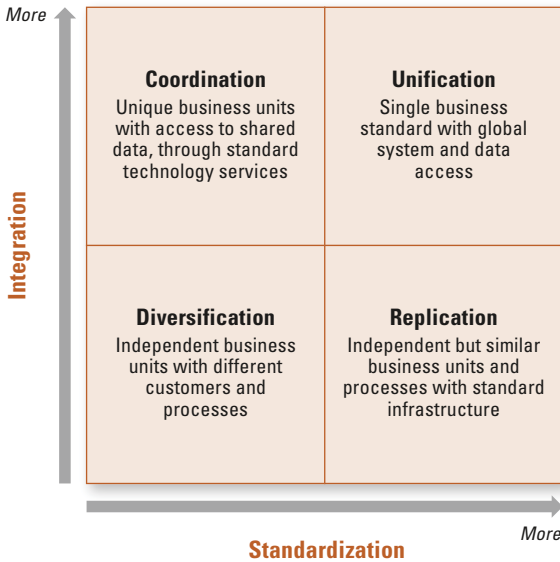 More
Coordination
Unique business units
with access to shared
data, through standard
technology services
Unification
Single business
standard with global
system and data
access
Integration
Diversification
Independent business
units with different
customers and
processes
Replication
Independent but similar
business units and
processes with standard
infrastructure
More
Standardization